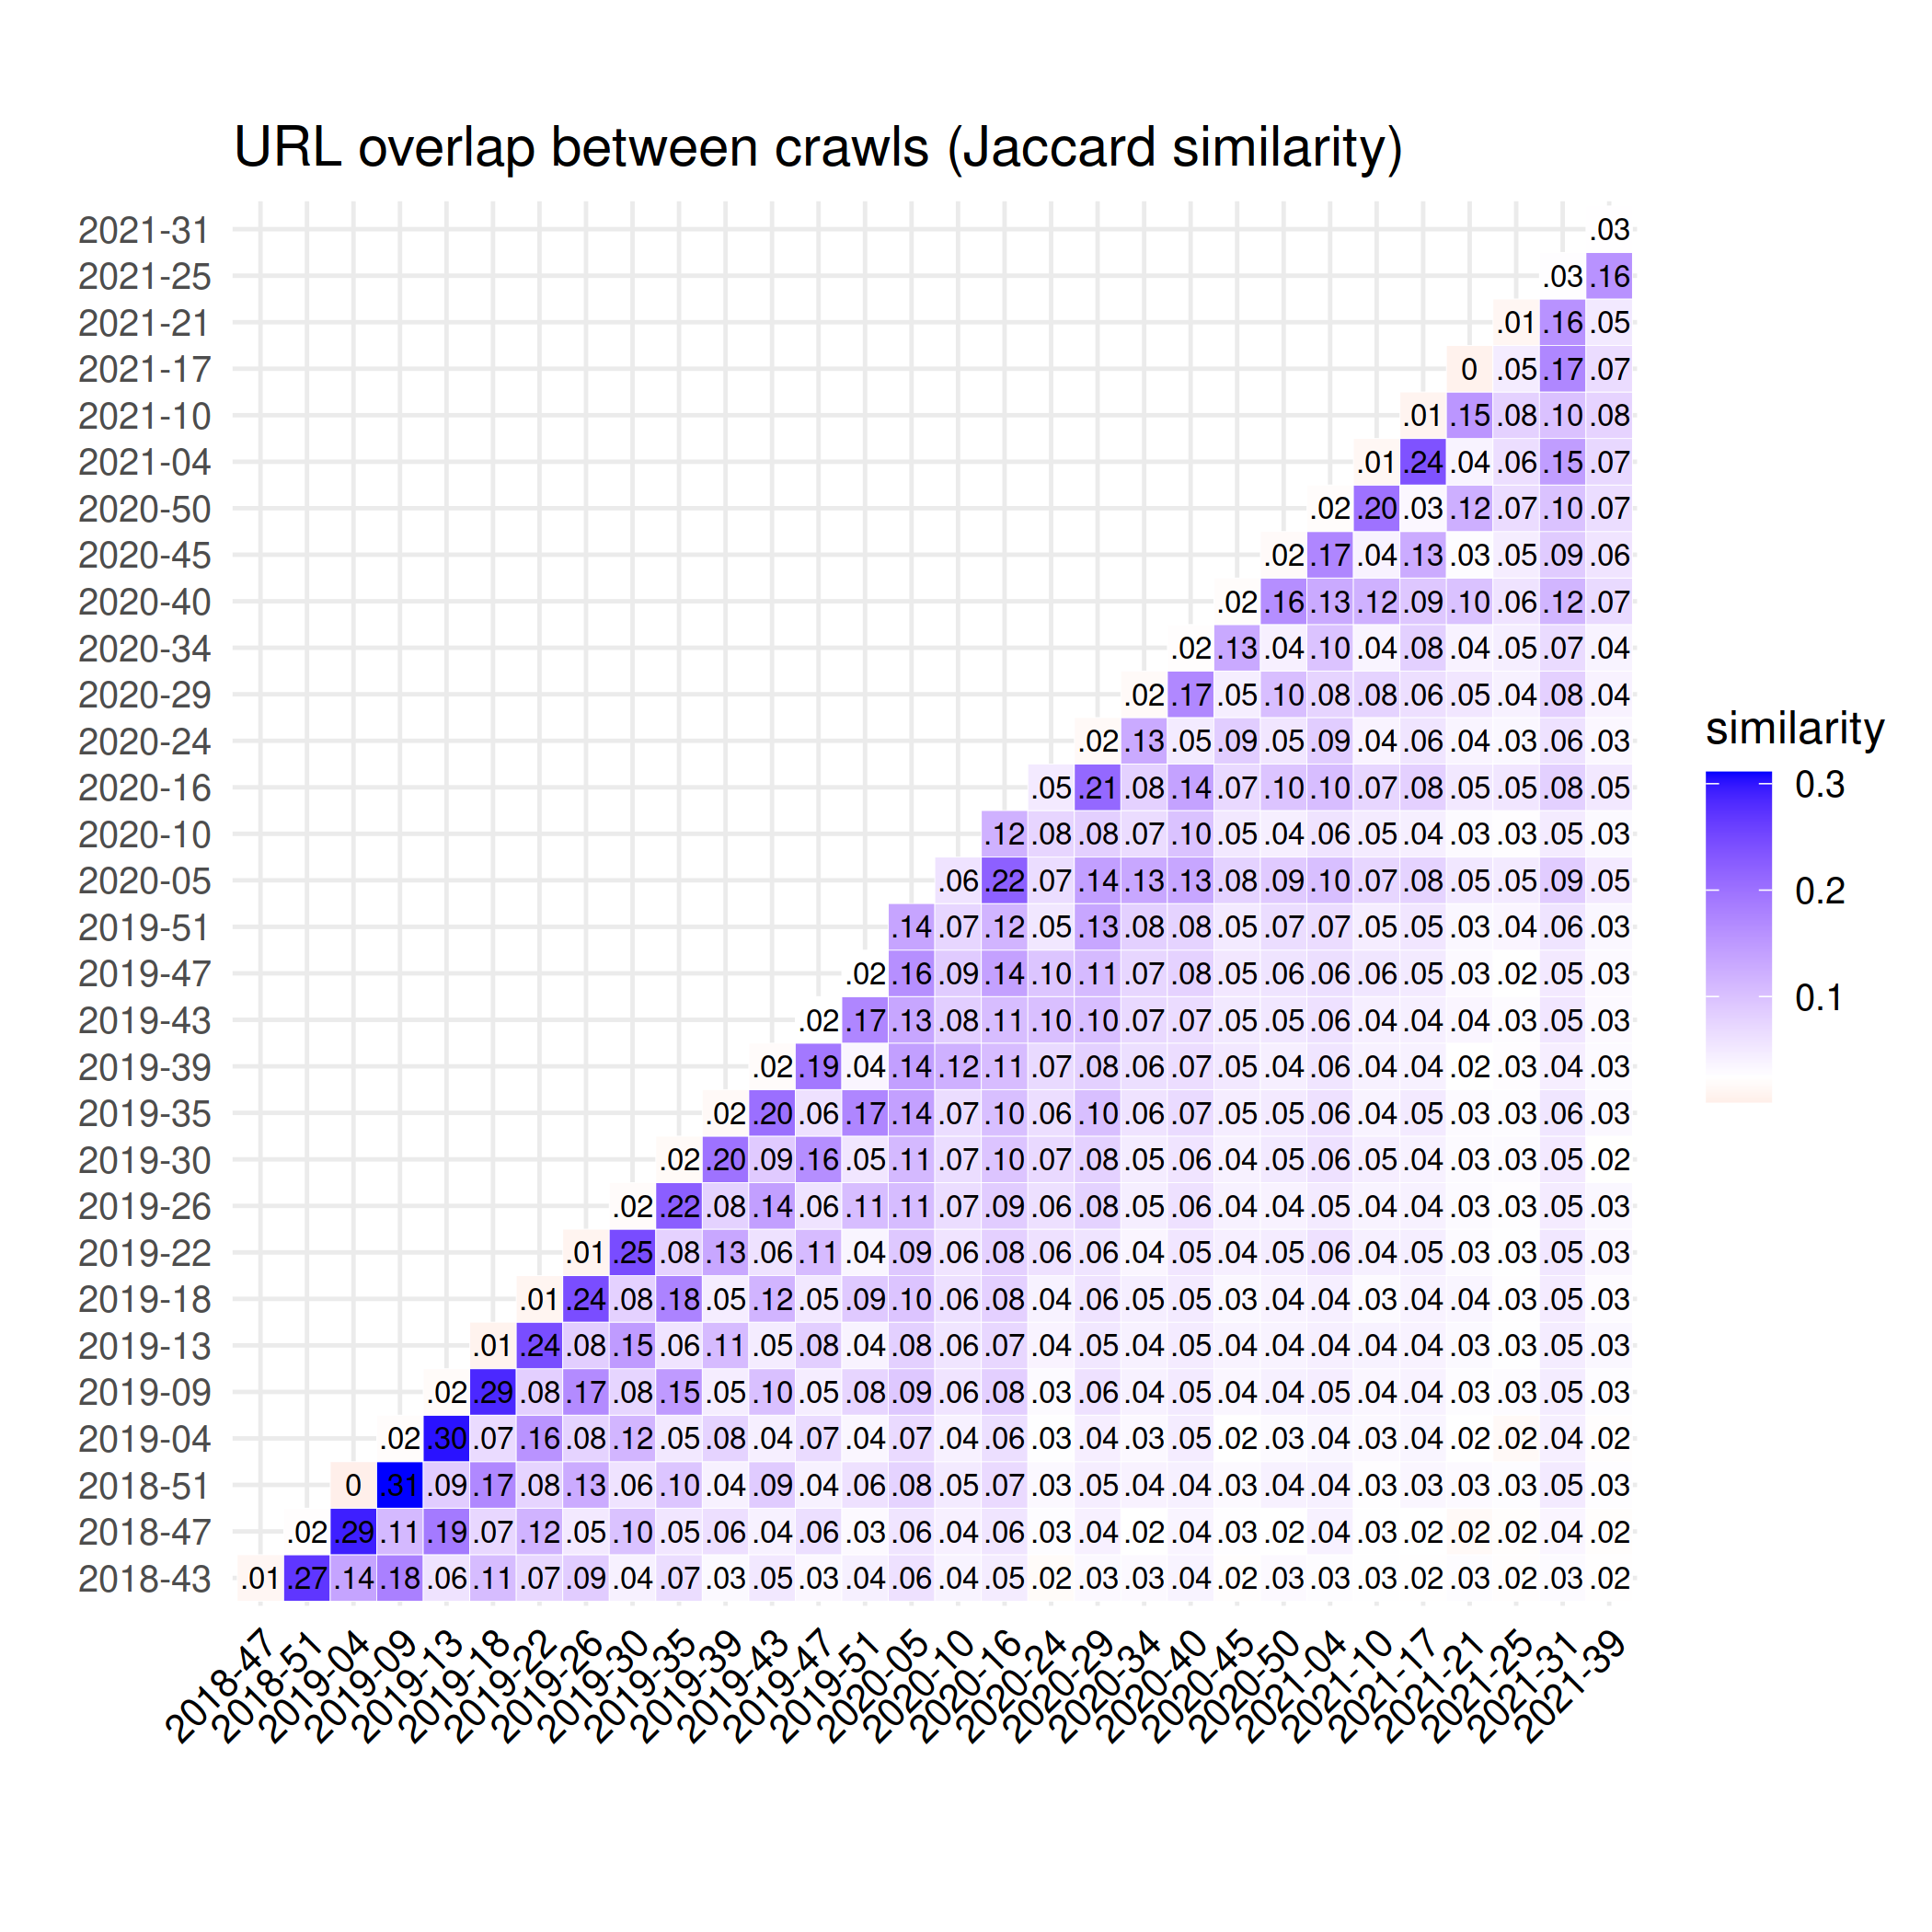 URL overlap between crawls (Jaccard similarity)
2021-31 .03
2021-25 .03 .16
2021-21 .01 .16 .05
2021-17 0 .05 .17 .07
2021-10 .01 .15 .08 .10 .08
2021-04 .01 .24 .04 .06 .15 .07
2020-50 .02 .20 .03 .12 .07 .10 .07
2020-45 .02 .17 .04 .13 .03 .05 .09 .06
2020-40 .02 .16 .13 .12 .09 .10 .06 .12 .07
2020-34 .02 .13 .04 .10 .04 .08 .04 .05 .07 .04
2020-29 .02 .17 .05 .10 .08 .08 .06 .05 .04 .08 .04
2020-24 .02 .13 .05 .09 .05 .09 .04 .06 .04 .03 .06 .03
2020-16 .05 .21 .08 .14 .07 .10 .10 .07 .08 .05 .05 .08 .05
2020-10 .12 .08 .08 .07 .10 .05 .04 .06 .05 .04 .03 .03 .05 .03
2020-05 .06 .22 .07 .14 .13 .13 .08 .09 .10 .07 .08 .05 .05 .09 .05
2019-51 .14 .07 .12 .05 .13 .08 .08 .05 .07 .07 .05 .05 .03 .04 .06 .03
2019-47 .02 .16 .09 .14 .10 .11 .07 .08 .05 .06 .06 .06 .05 .03 .02 .05 .03
2019-43 .02 .17 .13 .08 .11 .10 .10 .07 .07 .05 .05 .06 .04 .04 .04 .03 .05 .03
2019-39 .02 .19 .04 .14 .12 .11 .07 .08 .06 .07 .05 .04 .06 .04 .04 .02 .03 .04 .03
2019-35 .02 .20 .06 .17 .14 .07 .10 .06 .10 .06 .07 .05 .05 .06 .04 .05 .03 .03 .06 .03
2019-30 .02 .20 .09 .16 .05 .11 .07 .10 .07 .08 .05 .06 .04 .05 .06 .05 .04 .03 .03 .05 .02
2019-26 .02 .22 .08 .14 .06 .11 .11 .07 .09 .06 .08 .05 .06 .04 .04 .05 .04 .04 .03 .03 .05 .03
2019-22 .01 .25 .08 .13 .06 .11 .04 .09 .06 .08 .06 .06 .04 .05 .04 .05 .06 .04 .05 .03 .03 .05 .03
2019-18 .01 .24 .08 .18 .05 .12 .05 .09 .10 .06 .08 .04 .06 .05 .05 .03 .04 .04 .03 .04 .04 .03 .05 .03
2019-13 .01 .24 .08 .15 .06 .11 .05 .08 .04 .08 .06 .07 .04 .05 .04 .05 .04 .04 .04 .04 .04 .03 .03 .05 .03
2019-09 .02 .29 .08 .17 .08 .15 .05 .10 .05 .08 .09 .06 .08 .03 .06 .04 .05 .04 .04 .05 .04 .04 .03 .03 .05 .03
2019-04 .02 .30 .07 .16 .08 .12 .05 .08 .04 .07 .04 .07 .04 .06 .03 .04 .03 .05 .02 .03 .04 .03 .04 .02 .02 .04 .02
2018-51 0 .31 .09 .17 .08 .13 .06 .10 .04 .09 .04 .06 .08 .05 .07 .03 .05 .04 .04 .03 .04 .04 .03 .03 .03 .03 .05 .03
2018-47 .02 .29 .11 .19 .07 .12 .05 .10 .05 .06 .04 .06 .03 .06 .04 .06 .03 .04 .02 .04 .03 .02 .04 .03 .02 .02 .02 .04 .02
2018-43 .01 .27 .14 .18 .06 .11 .07 .09 .04 .07 .03 .05 .03 .04 .06 .04 .05 .02 .03 .03 .04 .02 .03 .03 .03 .02 .03 .02 .03 .02
2018-47 2018-51 2019-04 2019-09 2019-13 2019-18 2019-22 2019-26 2019-30 2019-35 2019-39 2019-43 2019-47 2019-51 2020-05 2020-10 2020-16 2020-24 2020-29 2020-34 2020-40 2020-45 2020-50 2021-04 2021-10 2021-17 2021-21 2021-25 2021-31 2021-39
similarity
0.3
0.2
0.1